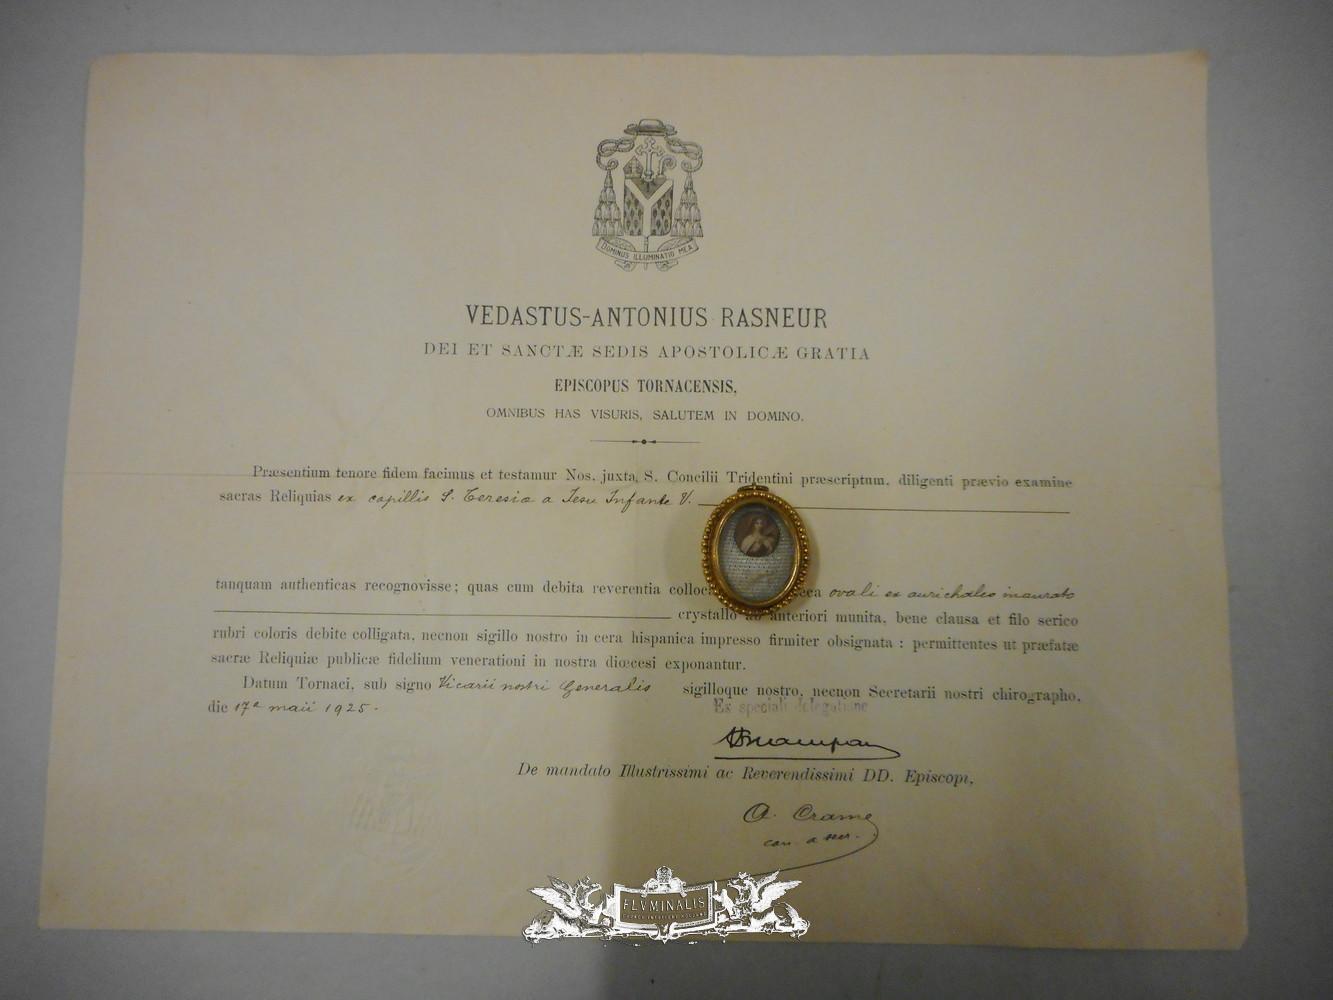 DOMINUS ILLUMINATIO MEA
VEDASTUS-ANTONIUS RASNEUR
DEI ET SANCTÆ SEDIS APOSTOLICÆ GRATIA
EPISCOPUS TORNACENSIS,
OMNIBUS HAS VISURIS, SALUTEM IN DOMINO.
Præsentium tenore fidem facimus et testamur Nos, juxta S. Concilii Tridentini præscriptum, diligenti prævio examine
sacras Reliquias ex capillis S. Teresiæ a Jesu Infante V.
tanquam authenticas recognovisse; quas cum debita reverentia ovali ex aurichalco inaurato
crystallo ab anteriori munita, bene clausa et filo serico
rubri coloris debite colligata, necnon sigillo nostro in cera hispanica impresso firmiter obsignata : permittentes ut præfatæ
sacræ Reliquiæ publicæ fidelium venerationi in nostra diœcesi exponantur.
Datum Tornaci, sub signo Vicarii nostri Generalis sigilloque nostro, necnon Secretarii nostri chirographo,
die 17a maii 1925.
Ex speciali delegatione
De mandato Illustrissimi ac Reverendissimi DD. Episcopi,
A. Crame
can. a secr.
FLVMINALIS